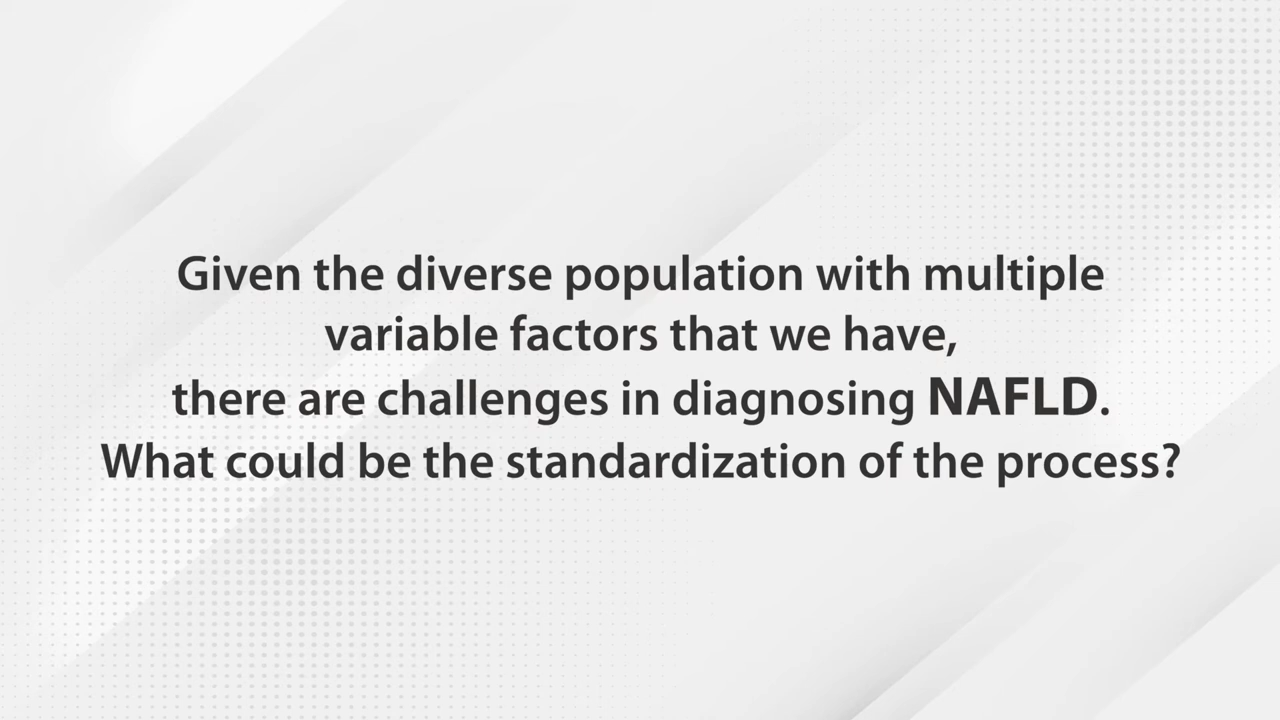 Given the diverse population with multiple
variable factors that we have,
there are challenges in diagnosing NAFLD.
What could be the standardization of the process?